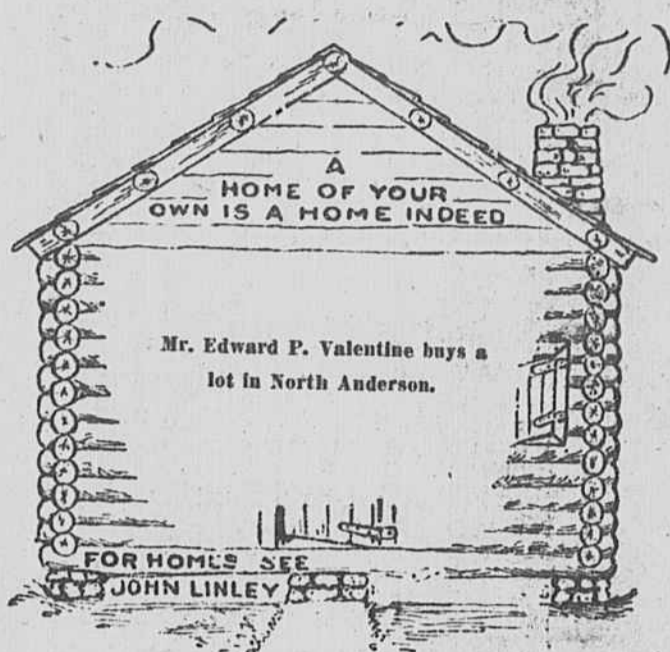 A
HOME OF YOUR
OWN IS A HOME INDEED
Mr. Edward P. Valentine buys a
lot in North Anderson.
FOR HOMES SEE
JOHN LINLEY